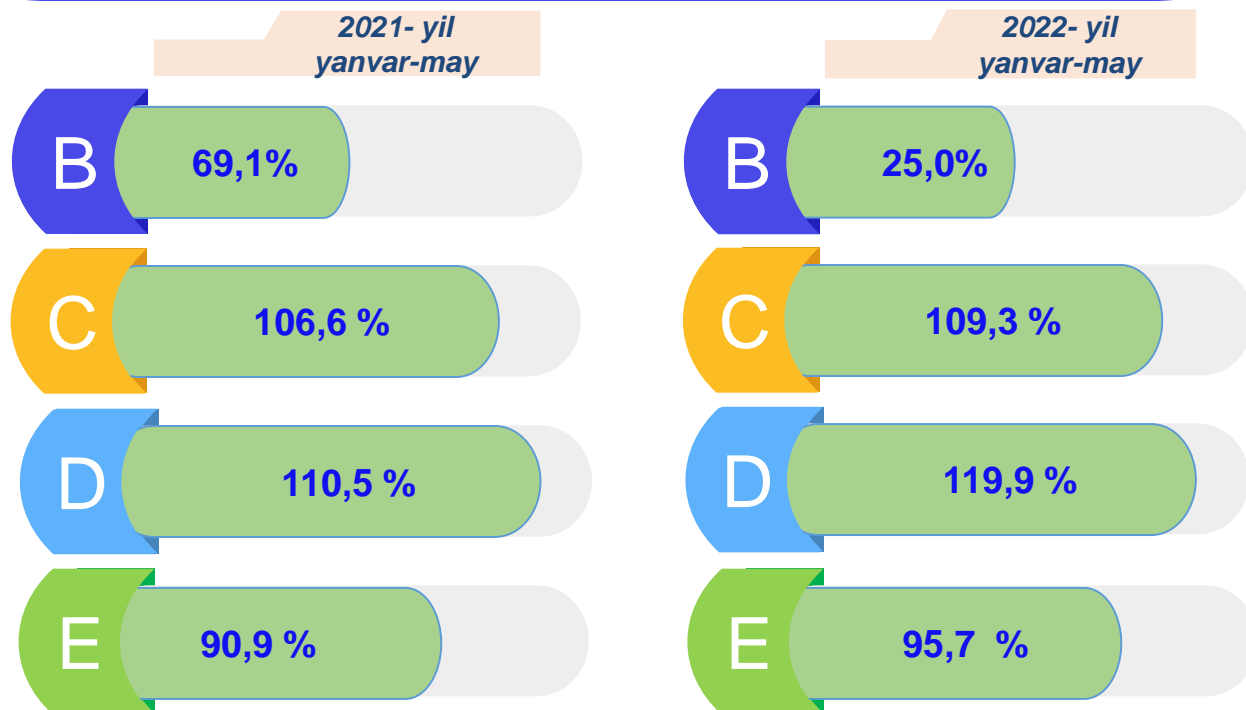 2021- yil
yanvar-may
B
69,1%
C
106,6 %
D
110,5 %
E
90,9 %
2022- yil
yanvar-may
B
25,0%
C
109,3 %
D
119,9 %
E
95,7 %